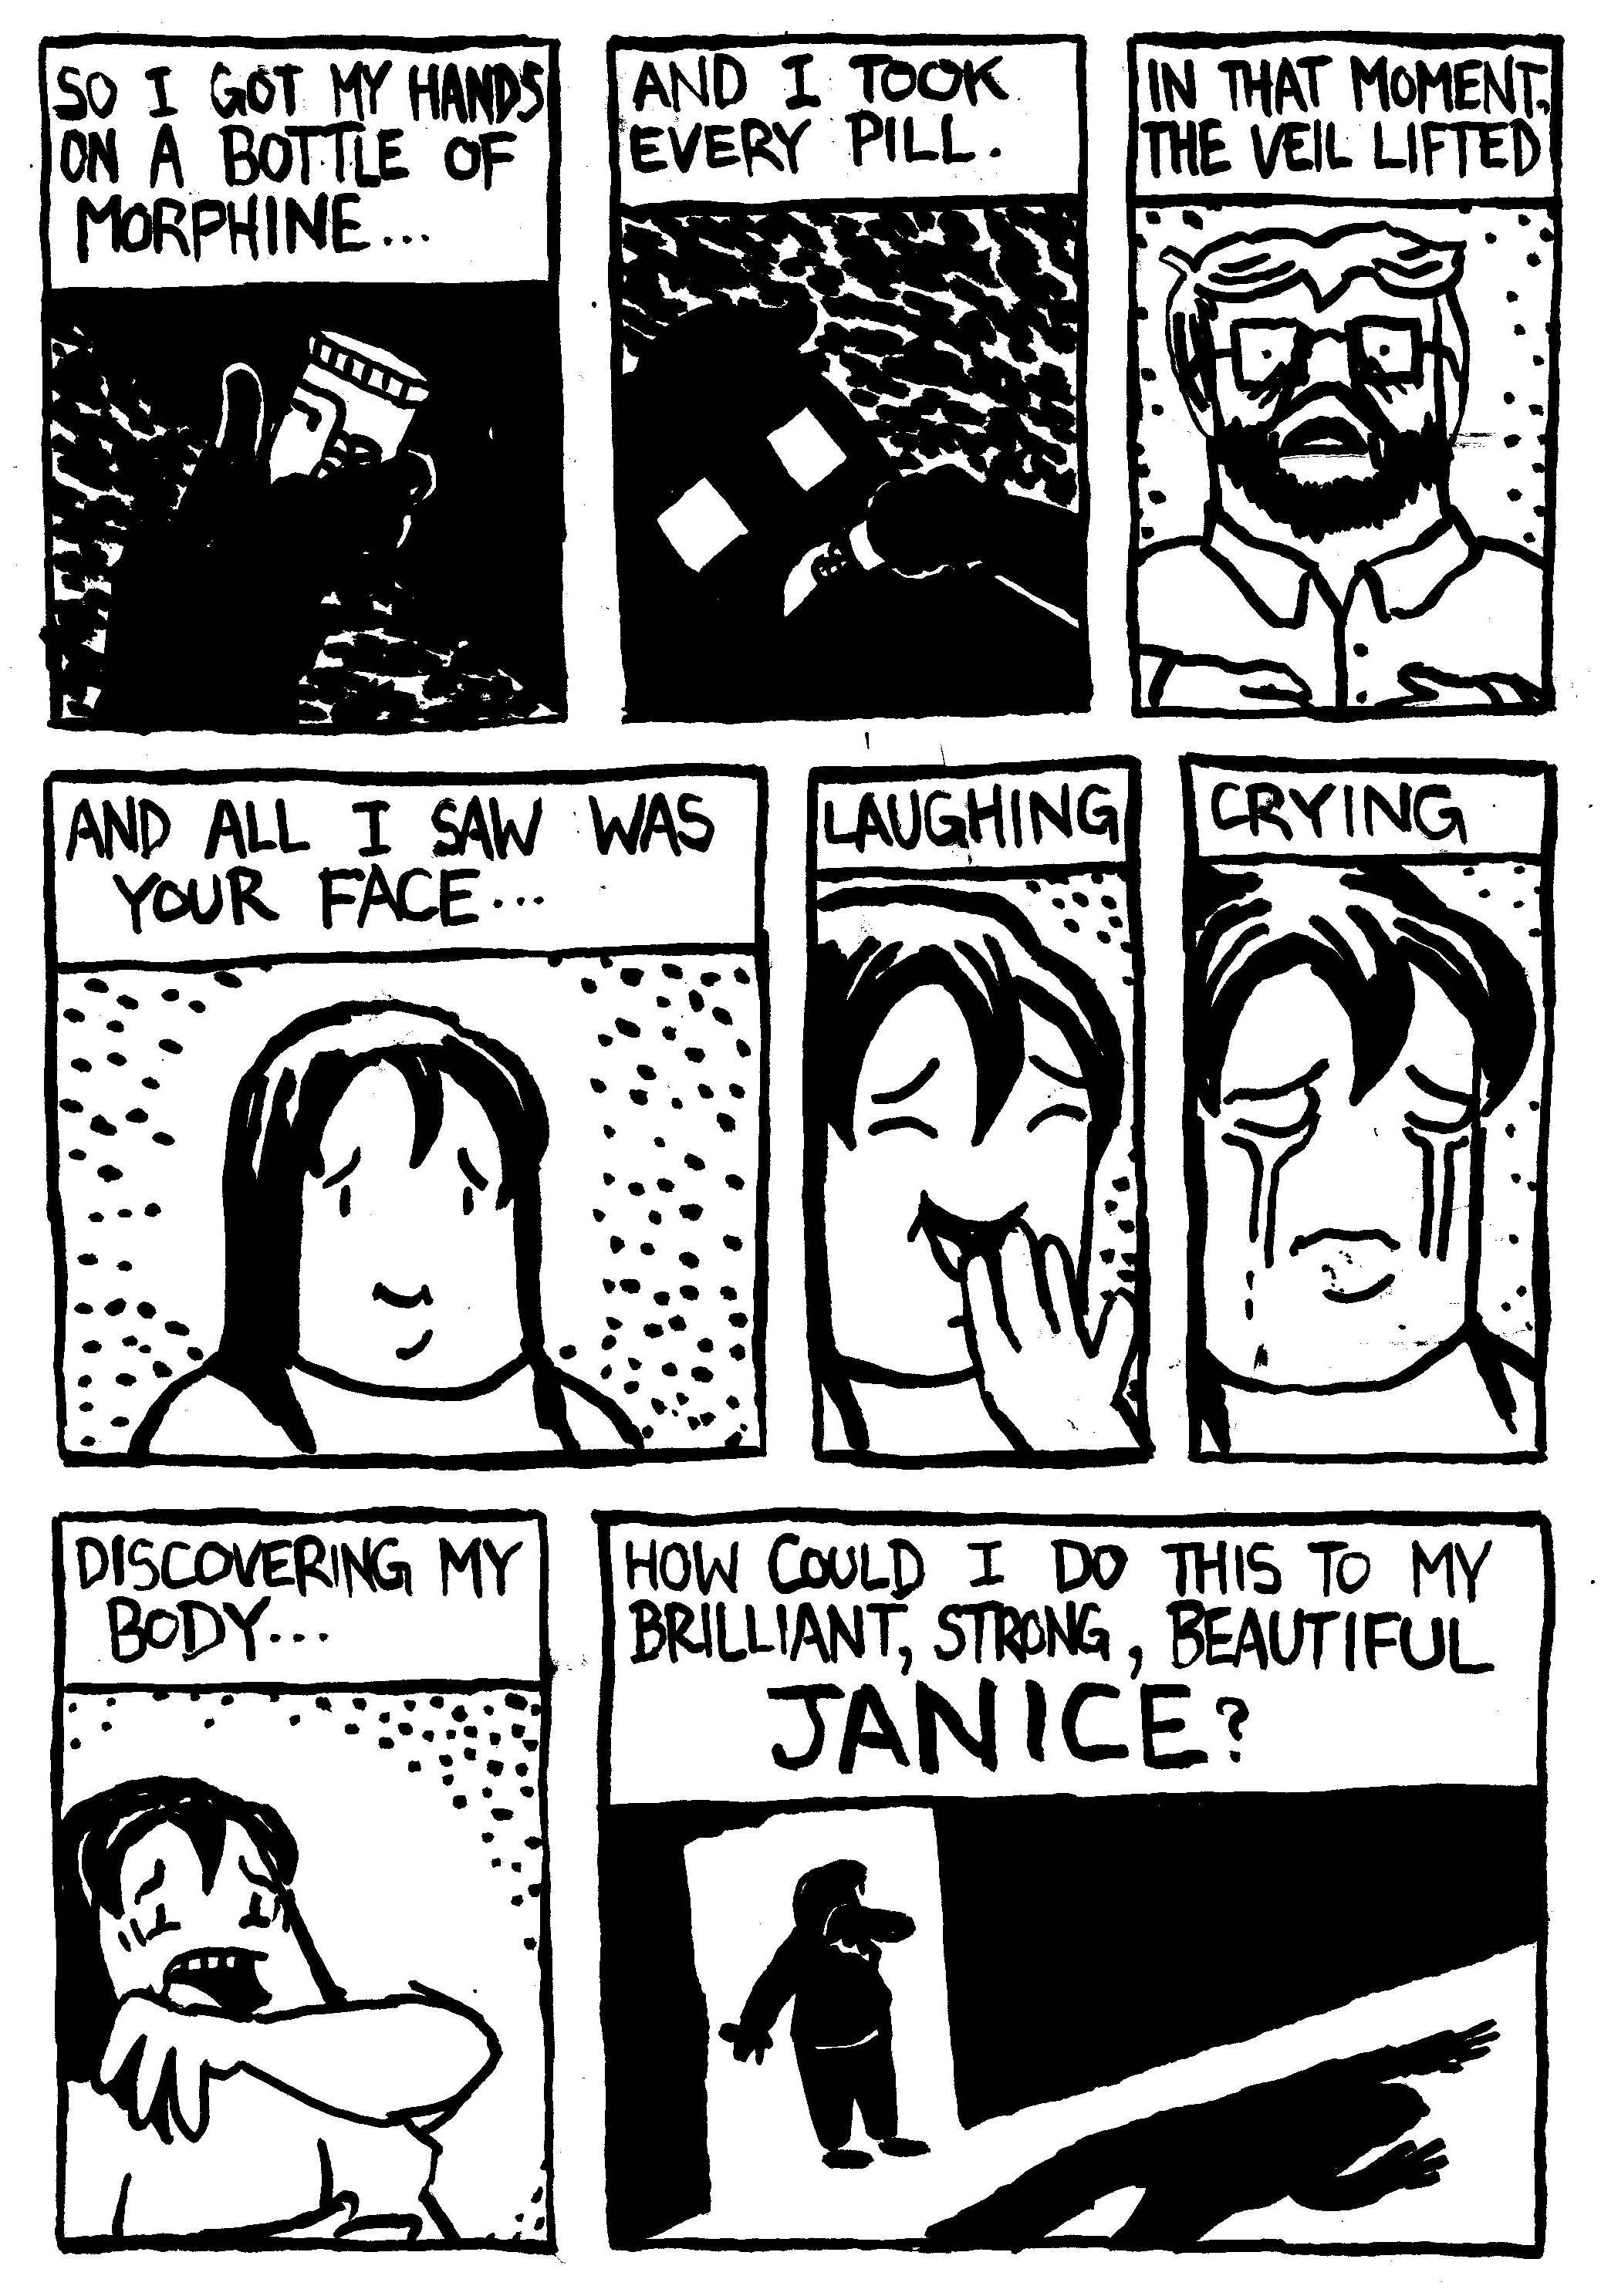 SO I GOT MY HANDS
ON A BOTTLE OF
MORPHINE...
AND I TOOK
EVERY PILL.
IN THAT MOMENT,
THE VEIL LIFTED
AND ALL I SAW WAS
YOUR FACE...
LAUGHING
CRYING
DISCOVERING MY
BODY...
HOW COULD I DO THIS TO MY
BRILLIANT, STRONG, BEAUTIFUL
JANICE?